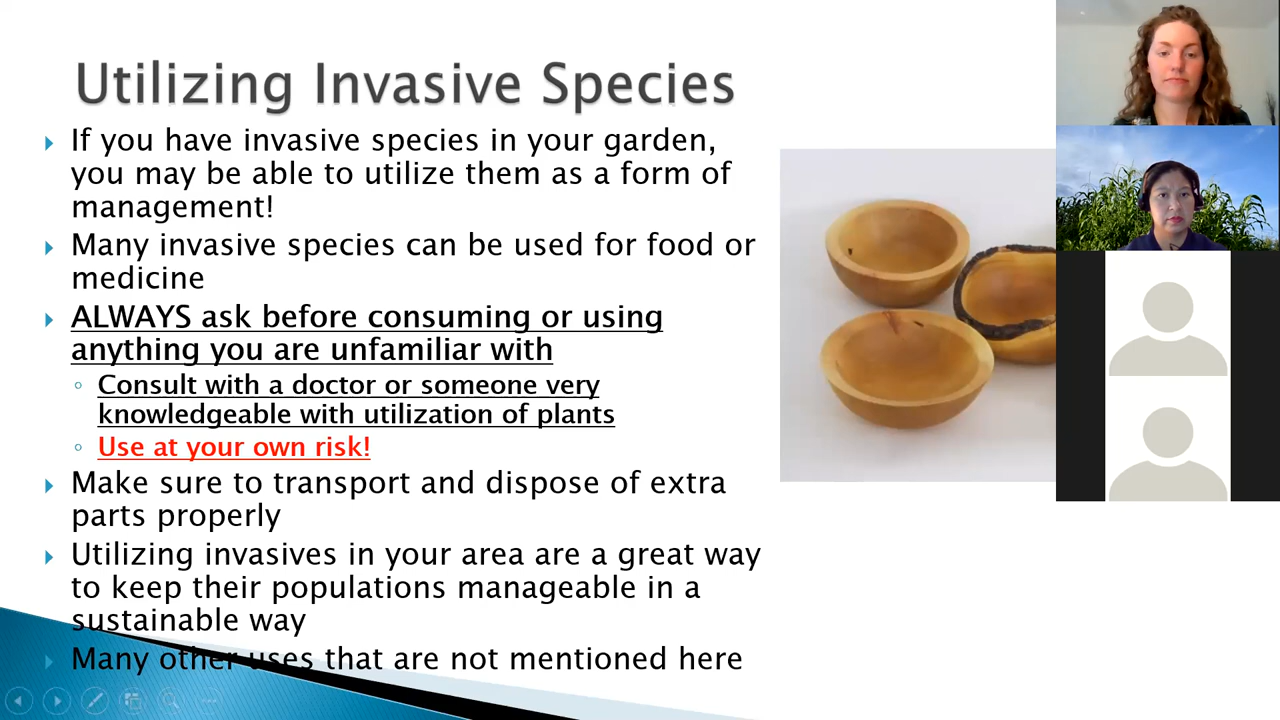 Utilizing Invasive Species
If you have invasive species in your garden,
you may be able to utilize them as a form of
management!
Many invasive species can be used for food or
medicine
ALWAYS ask before consuming or using
anything you are unfamiliar with
Consult with a doctor or someone very
knowledgeable with utilization of plants
Use at your own risk!
Make sure to transport and dispose of extra
parts properly
Utilizing invasives in your area are a great way
to keep their populations manageable in a
sustainable way
Many other uses that are not mentioned here